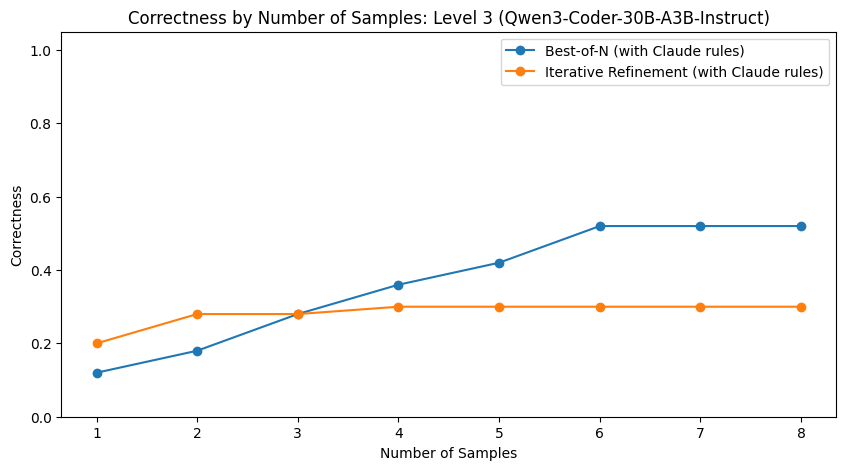 Correctness by Number of Samples: Level 3 (Qwen3-Coder-30B-A3B-Instruct)
Best-of-N (with Claude rules)
Iterative Refinement (with Claude rules)
Correctness
1.0
0.8
0.6
0.4
0.2
0.0
1 2 3 4 5 6 7 8
Number of Samples